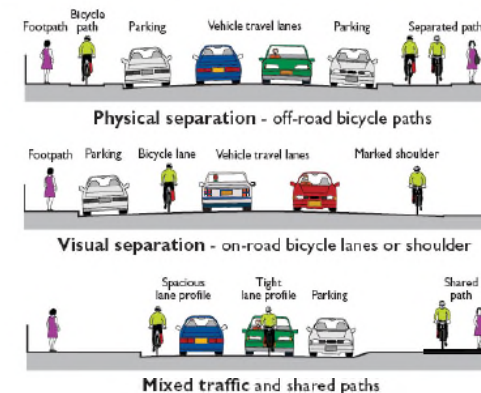 Footpath Bicycle path Parking Vehicle travel lanes Parking Separated path
Physical separation - off-road bicycle paths
Footpath Parking Bicycle lane Vehicle travel lanes Marked shoulder
Visual separation - on-road bicycle lanes or shoulder
Spacious lane profile Tight lane profile Parking Shared path
Mixed traffic and shared paths